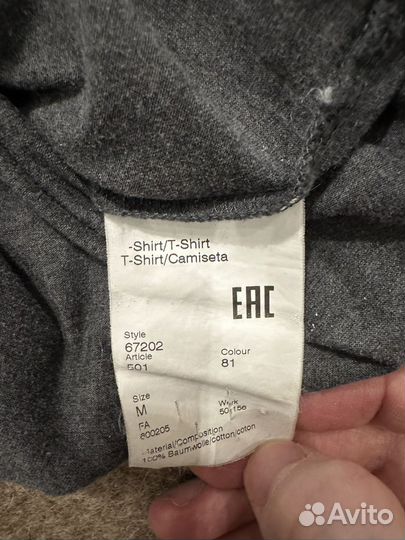 -Shirt/T-Shirt
T-Shirt/Camiseta
EAC
Style
67202
Article Colour
501 81
Size
M
FA
800205
Material/Composition
100% Baumwolle/cotton/coton
Avito